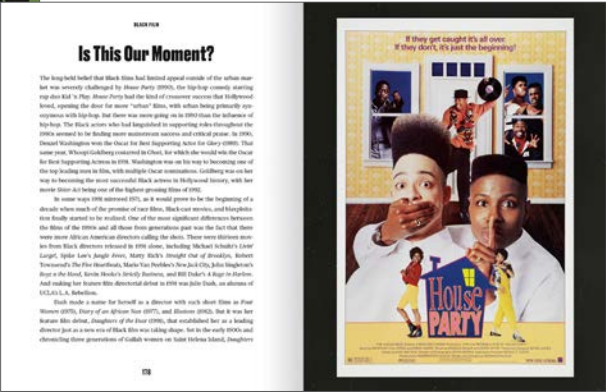 BLACK FILM
Is This Our Moment?
The long-held belief that Black films had limited appeal outside of the urban mar-
ket was severely challenged by House Party (1990), the hip-hop comedy starring
rap duo Kid 'n Play. House Party had the kind of crossover success that Hollywood
loved, opening the door for more "urban" films, with urban being primarily syn-
onymous with hip-hop. But there was more going on in 1990 than the influence of
hip-hop. The Black actors who had languished in supporting roles throughout the
1980s seemed to be finding more mainstream success and critical praise. In 1990,
Denzel Washington won the Oscar for Best Supporting Actor for Glory (1989). That
same year, Whoopi Goldberg costarred in Ghost, for which she would win the Oscar
for Best Supporting Actress in 1991. Washington was on his way to becoming one of
the top leading men in film, with multiple Oscar nominations. Goldberg was on her
way to becoming the most successful Black actress in Hollywood history, with her
movie Sister Act being one of the highest grossing films of 1992.
In some ways 1991 mirrored 1971, as it would prove to be the beginning of a
decade when much of the promise of race films, Black-cast movies, and blaxploita-
tion finally started to be realized. One of the most significant differences between
the films of the 1990s and all those from generations past was the fact that there
were more African American directors calling the shots. There were thirteen mov-
ies from Black directors released in 1991 alone, including Michael Schultz's Livin'
Large!, Spike Lee's Jungle Fever, Matty Rich's Straight Out of Brooklyn, Robert
Townsend's The Five Heartbeats, Mario Van Peebles's New Jack City, John Singleton's
Boyz n the Hood, Kevin Hooks's Strictly Business, and Bill Duke's A Rage in Harlem.
And making her feature film directorial debut in 1991 was Julie Dash, an alumna of
UCLA's L.A. Rebellion.
Dash made a name for herself as a director with such short films as Four
Women (1975), Diary of an African Nun (1977), and Illusions (1982). But it was her
feature film debut, Daughters of the Dust (1991), that established her as a leading
director just as a new era of Black film was taking shape. Set in the early 1900s and
chronicling three generations of Gullah women on Saint Helena Island, Daughters
170
If they get caught it's all over.
If they don't, it's just the beginning!
House
PARTY